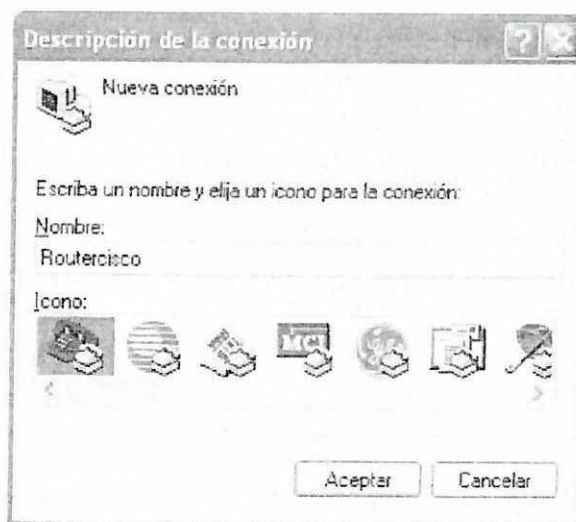 Descripción de la conexión
Nueva conexión
Escriba un nombre y elija un icono para la conexión:
Nombre:
Routercisco
Icono:
MCI
Aceptar
Cancelar